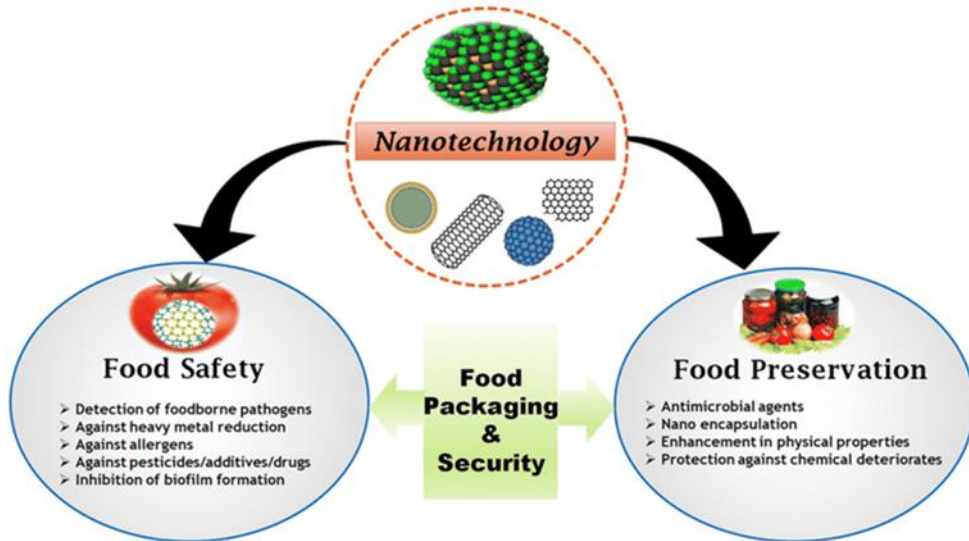 Nanotechnology
Food Safety
➢ Detection of foodborne pathogens
➢ Against heavy metal reduction
➢ Against allergens
➢ Against pesticides/additives/drugs
➢ Inhibition of biofilm formation
Food
Packaging
&
Security
Food Preservation
➢ Antimicrobial agents
➢ Nano encapsulation
➢ Enhancement in physical properties
➢ Protection against chemical deteriorates